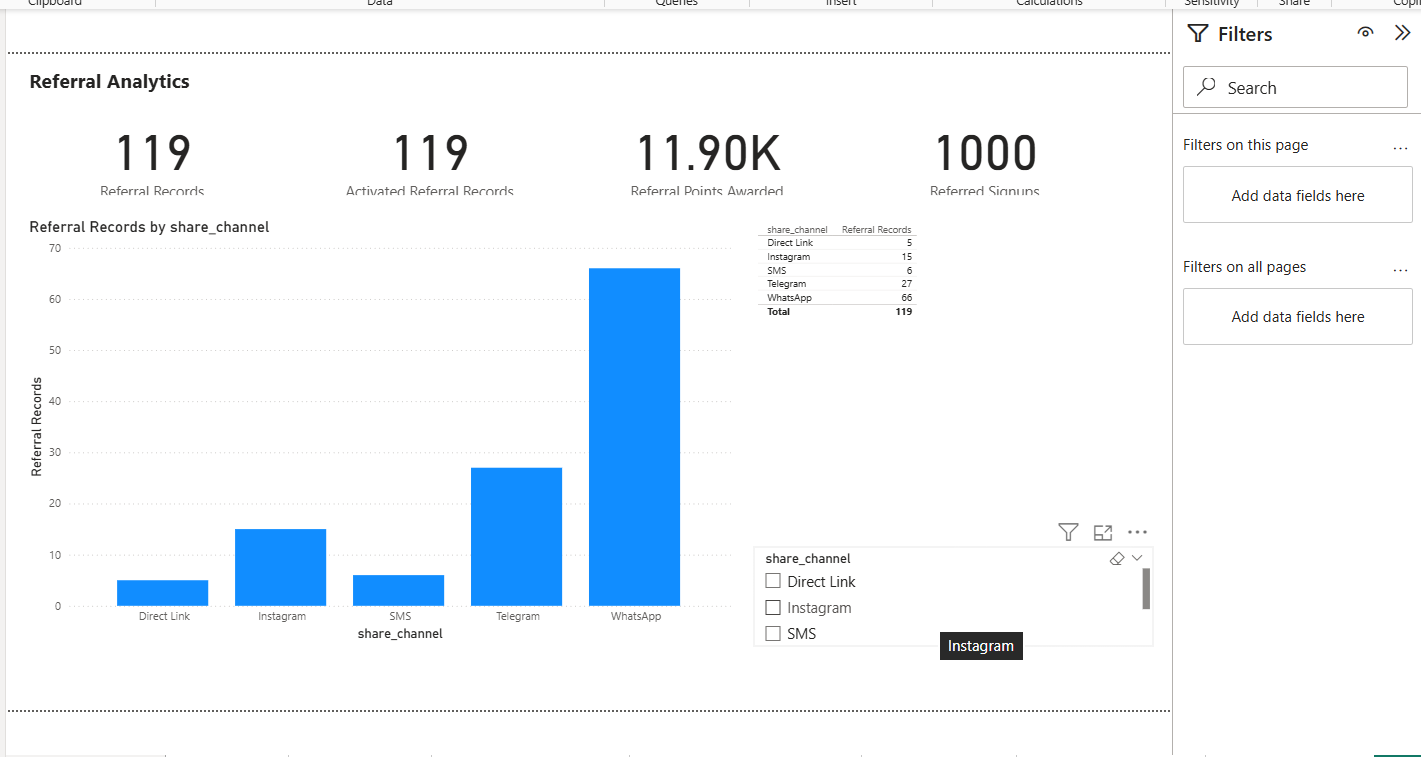 Clipboard
Data
Queries
Insert
Calculations
Sensitivity
Share
Filters
Search
Filters on this page
...
Add data fields here
Filters on all pages
...
Add data fields here
Referral Analytics
119
Referral Records
119
Activated Referral Records
11.90K
Referral Points Awarded
1000
Referred Signups
Referral Records by share_channel
Referral Records
70
60
50
40
30
20
10
0
Direct Link
Instagram
SMS
Telegram
WhatsApp
share_channel
share_channel Referral Records
Direct Link 5
Instagram 15
SMS 6
Telegram 27
WhatsApp 66
Total 119
share_channel
Direct Link
Instagram
SMS
Instagram